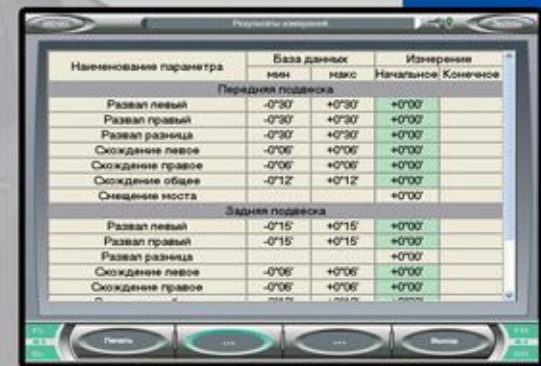 Результаты измерений
Наименование параметра База данных Измерение
мин макс Начальное Конечное
Передняя подвеска
Развал левый -0°30' +0°30' +0°00'
Развал правый -0°30' +0°30' +0°00'
Развал разница -0°30' +0°30' +0°00'
Схождение левое -0°06' +0°06' +0°00'
Схождение правое -0°06' +0°06' +0°00'
Схождение общее -0°12' +0°12' +0°00'
Смещение моста +0°00'
Задняя подвеска
Развал левый -0°15' +0°15' +0°00'
Развал правый -0°15' +0°15' +0°00'
Развал разница +0°00'
Схождение левое -0°06' +0°06' +0°00'
Схождение правое -0°06' +0°06' +0°00'
Печать ... ... Выход